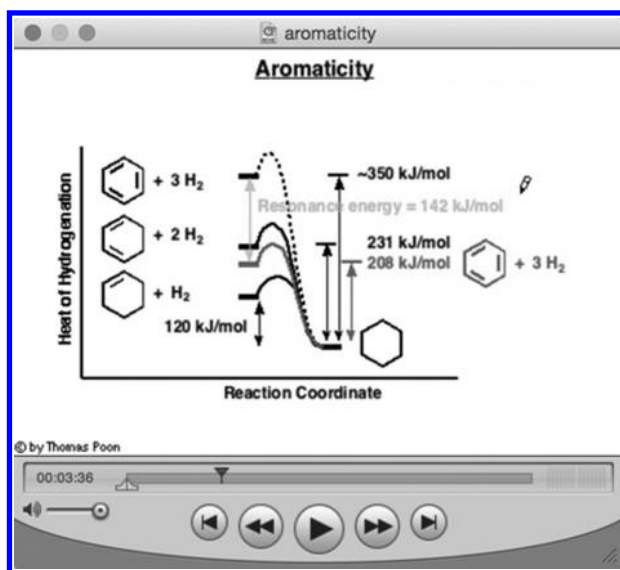 aromaticity
Aromaticity
Heat of Hydrogenation
+ 3 H₂
~350 kJ/mol
Resonance energy = 142 kJ/mol
+ 2 H₂
231 kJ/mol
208 kJ/mol
+ 3 H₂
+ H₂
120 kJ/mol
Reaction Coordinate
© by Thomas Poon
00:03:36